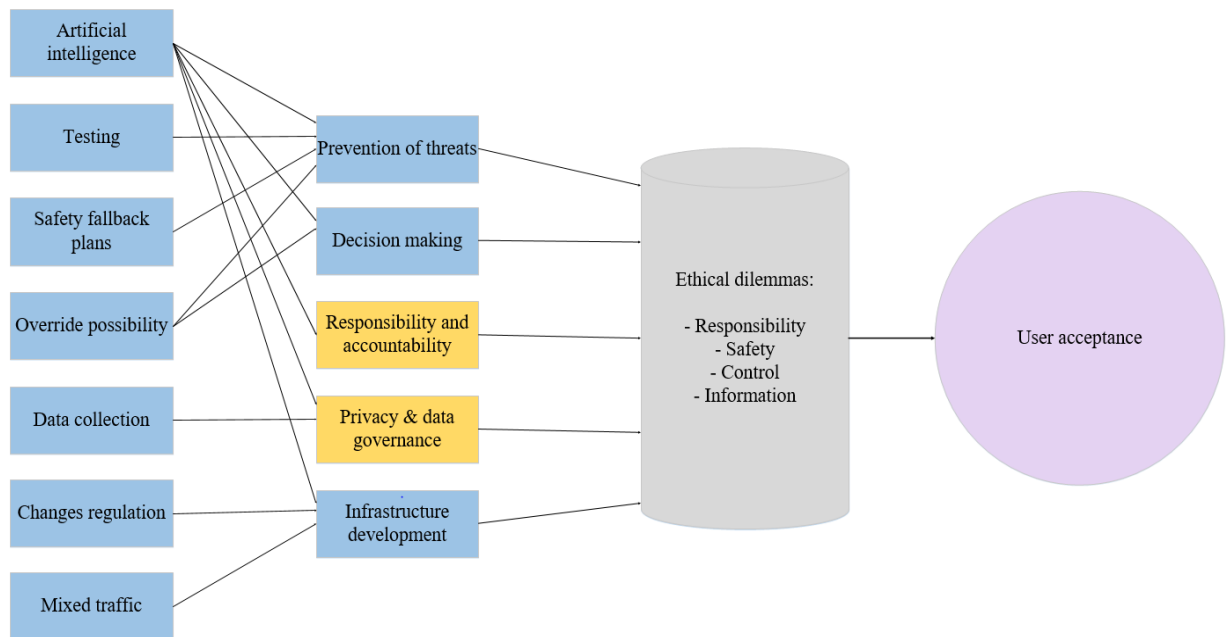 Artificial
intelligence
Testing
Safety fallback
plans
Override possibility
Data collection
Changes regulation
Mixed traffic
Prevention of threats
Decision making
Responsibility and
accountability
Privacy & data
governance
Infrastructure
development
Ethical dilemmas:
- Responsibility
- Safety
- Control
- Information
User acceptance